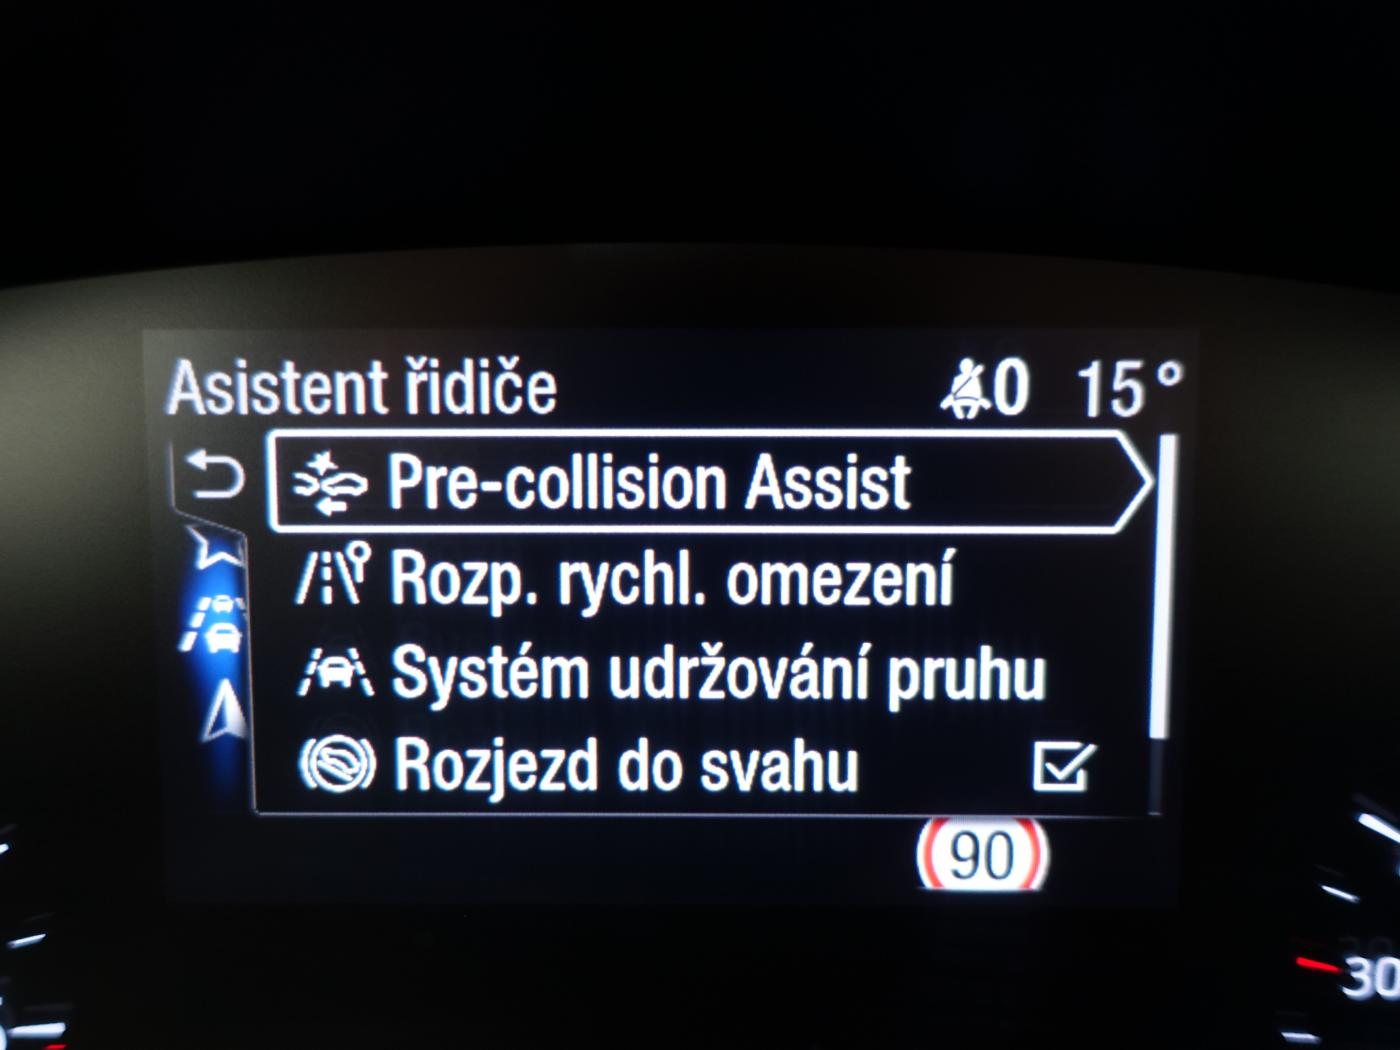 Asistent řidiče 0 15°
Pre-collision Assist
Rozp. rychl. omezení
Systém udržování pruhu
Rozjezd do svahu
90
30